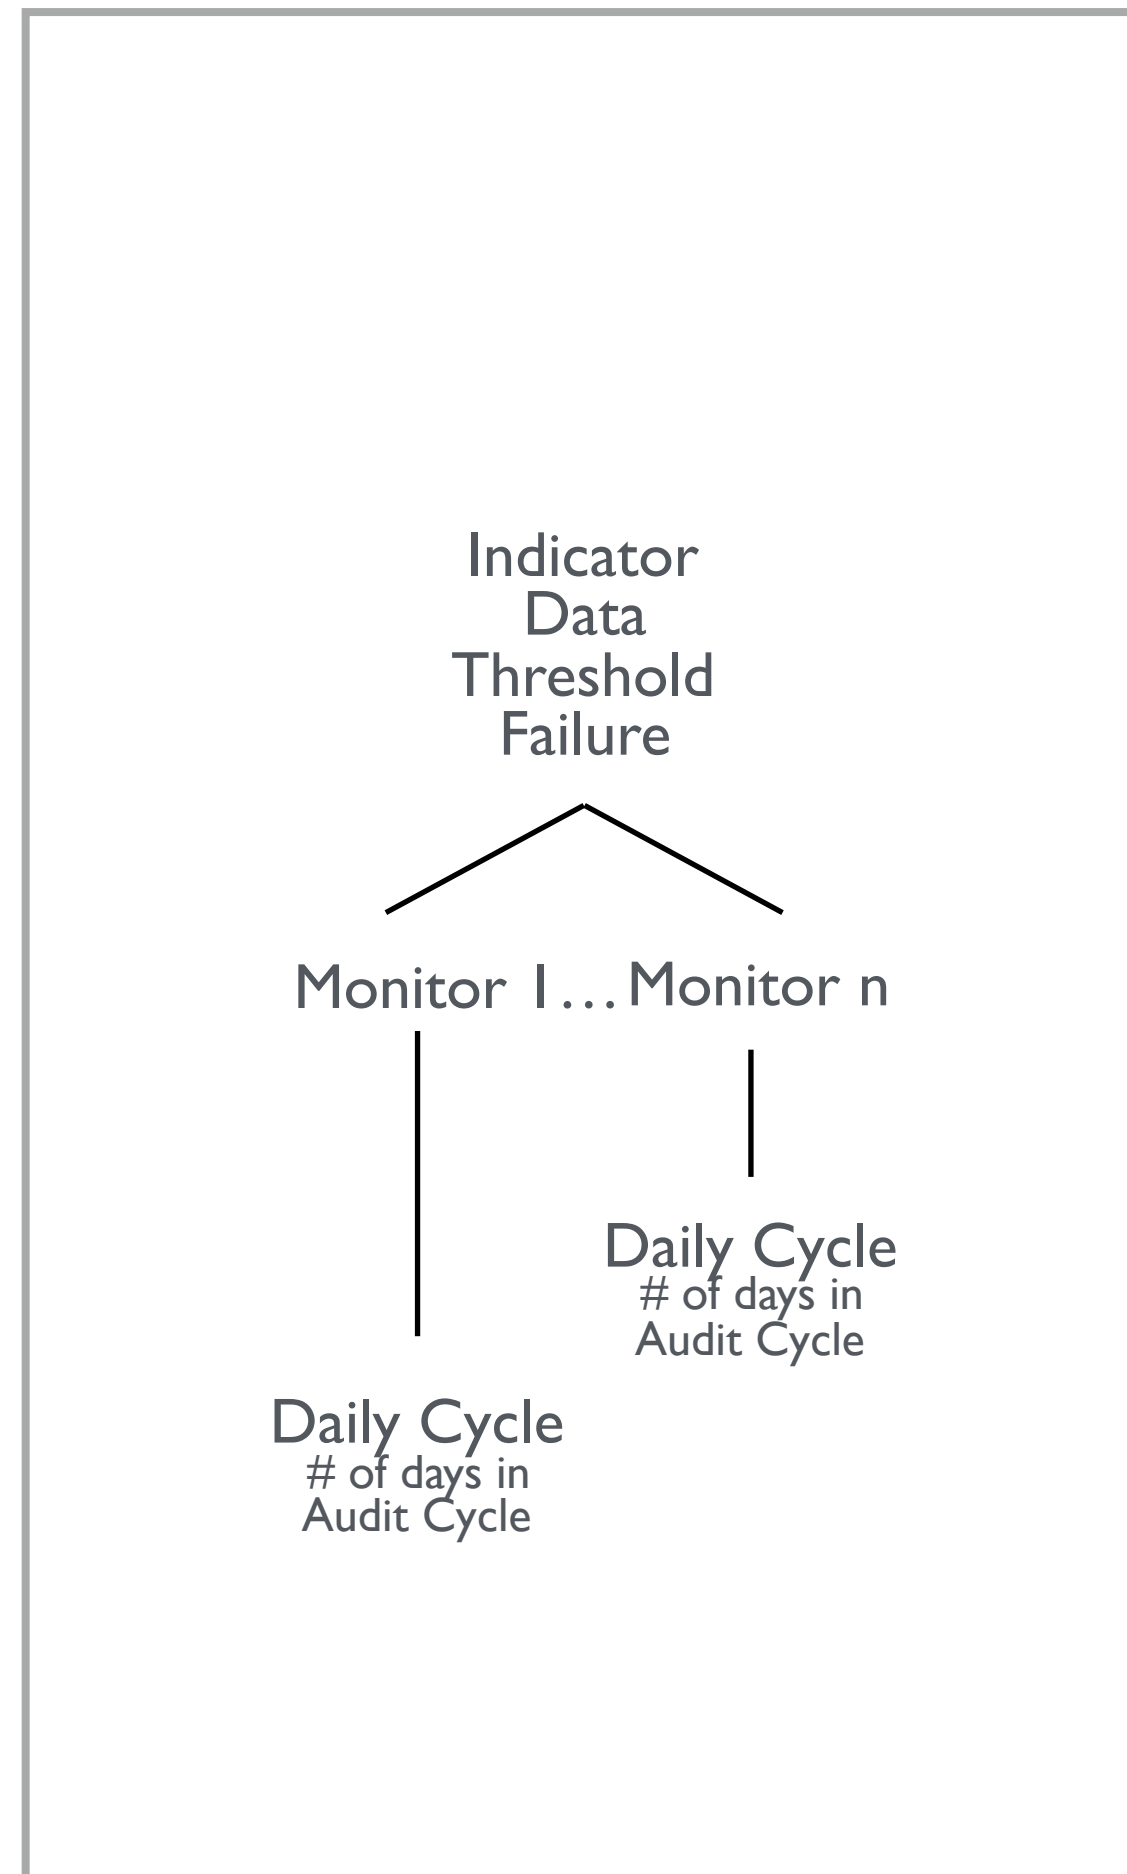 Indicator
Data
Threshold
Failure
Monitor 1…Monitor n
Daily Cycle
# of days in
Audit Cycle
Daily Cycle
# of days in
Audit Cycle